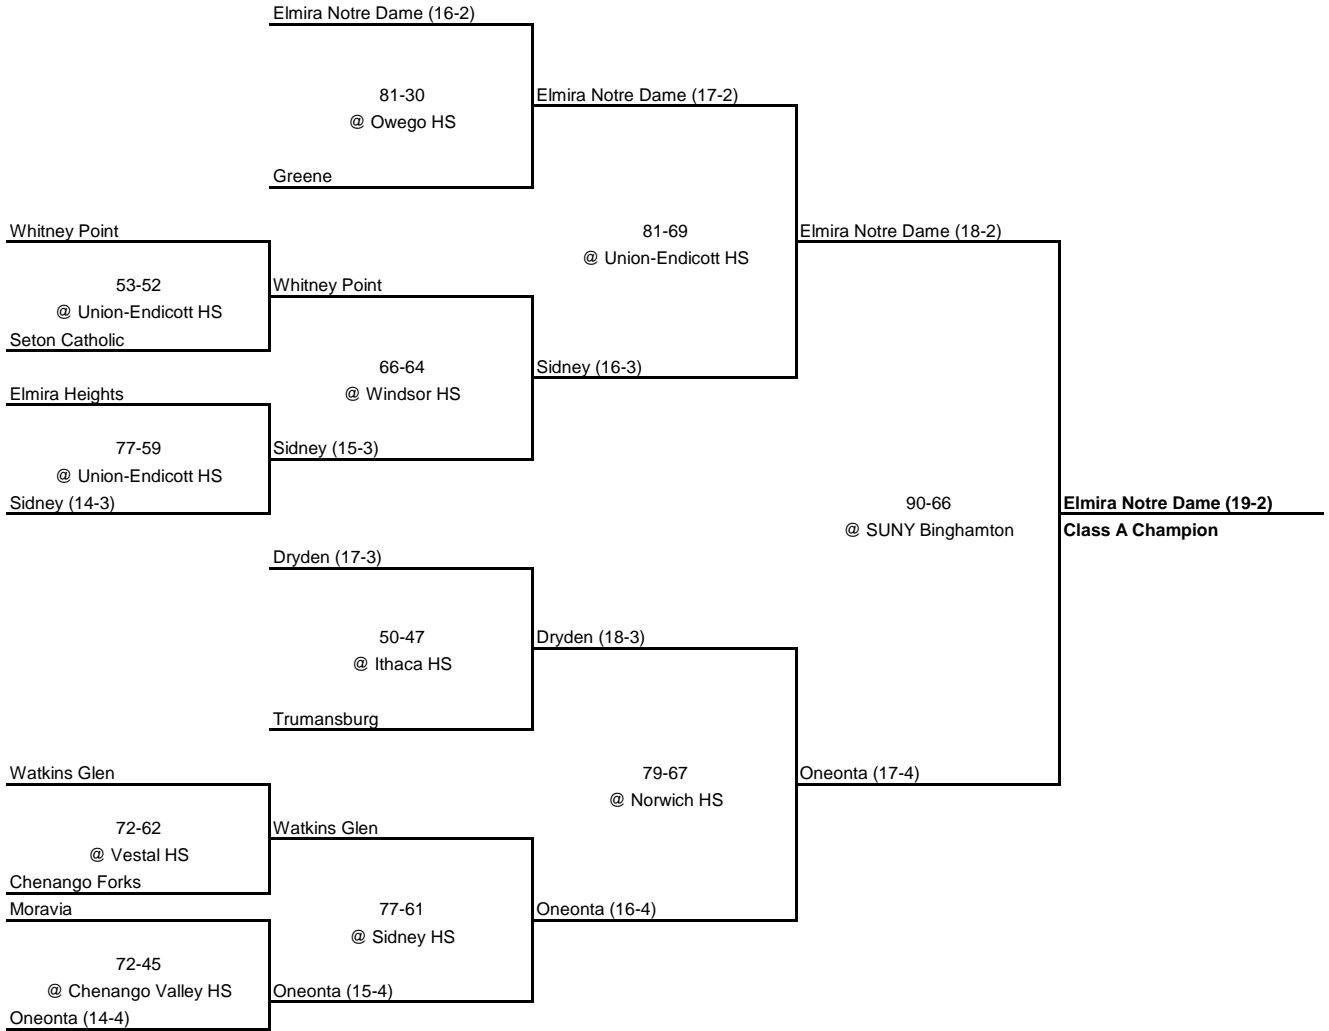 Elmira Notre Dame (16-2)
81-30
@ Owego HS
Elmira Notre Dame (17-2)
Greene
Whitney Point
81-69
@ Union-Endicott HS
Elmira Notre Dame (18-2)
53-52
@ Union-Endicott HS
Whitney Point
Seton Catholic
66-64
@ Windsor HS
Sidney (16-3)
Elmira Heights
77-59
@ Union-Endicott HS
Sidney (15-3)
Sidney (14-3)
90-66
@ SUNY Binghamton
Elmira Notre Dame (19-2)
Class A Champion
Dryden (17-3)
50-47
@ Ithaca HS
Dryden (18-3)
Trumansburg
Watkins Glen
79-67
@ Norwich HS
Oneonta (17-4)
72-62
@ Vestal HS
Watkins Glen
Chenango Forks
Moravia
77-61
@ Sidney HS
Oneonta (16-4)
72-45
@ Chenango Valley HS
Oneonta (15-4)
Oneonta (14-4)